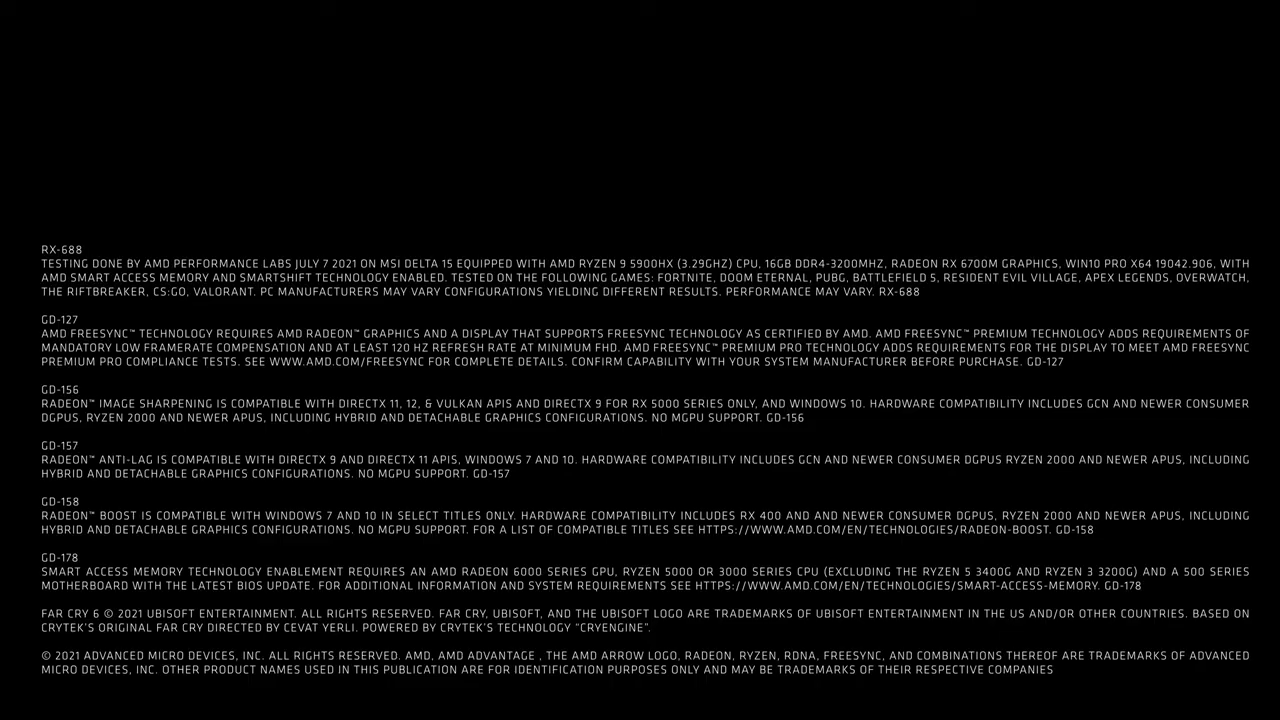 RX-688
TESTING DONE BY AMD PERFORMANCE LABS JULY 7 2021 ON MSI DELTA 15 EQUIPPED WITH AMD RYZEN 9 5900HX (3.29GHZ) CPU, 16GB DDR4-3200MHZ, RADEON RX 6700M GRAPHICS, WIN10 PRO X64 19042.906, WITH
AMD SMART ACCESS MEMORY AND SMARTSHIFT TECHNOLOGY ENABLED. TESTED ON THE FOLLOWING GAMES: FORTNITE, DOOM ETERNAL, PUBG, BATTLEFIELD 5, RESIDENT EVIL VILLAGE, APEX LEGENDS, OVERWATCH,
THE RIFTBREAKER, CS:GO, VALORANT. PC MANUFACTURERS MAY VARY CONFIGURATIONS YIELDING DIFFERENT RESULTS. PERFORMANCE MAY VARY. RX-688
GD-127
AMD FREESYNC™ TECHNOLOGY REQUIRES AMD RADEON™ GRAPHICS AND A DISPLAY THAT SUPPORTS FREESYNC TECHNOLOGY AS CERTIFIED BY AMD. AMD FREESYNC™ PREMIUM TECHNOLOGY ADDS REQUIREMENTS OF
MANDATORY LOW FRAMERATE COMPENSATION AND AT LEAST 120 HZ REFRESH RATE AT MINIMUM FHD. AMD FREESYNC™ PREMIUM PRO TECHNOLOGY ADDS REQUIREMENTS FOR THE DISPLAY TO MEET AMD FREESYNC
PREMIUM PRO COMPLIANCE TESTS. SEE WWW.AMD.COM/FREESYNC FOR COMPLETE DETAILS. CONFIRM CAPABILITY WITH YOUR SYSTEM MANUFACTURER BEFORE PURCHASE. GD-127
GD-156
RADEON™ IMAGE SHARPENING IS COMPATIBLE WITH DIRECTX 11, 12, & VULKAN APIS AND DIRECTX 9 FOR RX 5000 SERIES ONLY, AND WINDOWS 10. HARDWARE COMPATIBILITY INCLUDES GCN AND NEWER CONSUMER
DGPUS, RYZEN 2000 AND NEWER APUS, INCLUDING HYBRID AND DETACHABLE GRAPHICS CONFIGURATIONS. NO MGPU SUPPORT. GD-156
GD-157
RADEON™ ANTI-LAG IS COMPATIBLE WITH DIRECTX 9 AND DIRECTX 11 APIS, WINDOWS 7 AND 10. HARDWARE COMPATIBILITY INCLUDES GCN AND NEWER CONSUMER DGPUS RYZEN 2000 AND NEWER APUS, INCLUDING
HYBRID AND DETACHABLE GRAPHICS CONFIGURATIONS. NO MGPU SUPPORT. GD-157
GD-158
RADEON™ BOOST IS COMPATIBLE WITH WINDOWS 7 AND 10 IN SELECT TITLES ONLY. HARDWARE COMPATIBILITY INCLUDES RX 400 AND AND NEWER CONSUMER DGPUS, RYZEN 2000 AND NEWER APUS, INCLUDING
HYBRID AND DETACHABLE GRAPHICS CONFIGURATIONS. NO MGPU SUPPORT. FOR A LIST OF COMPATIBLE TITLES SEE HTTPS://WWW.AMD.COM/EN/TECHNOLOGIES/RADEON-BOOST. GD-158
GD-178
SMART ACCESS MEMORY TECHNOLOGY ENABLEMENT REQUIRES AN AMD RADEON 6000 SERIES GPU, RYZEN 5000 OR 3000 SERIES CPU (EXCLUDING THE RYZEN 5 3400G AND RYZEN 3 3200G) AND A 500 SERIES
MOTHERBOARD WITH THE LATEST BIOS UPDATE. FOR ADDITIONAL INFORMATION AND SYSTEM REQUIREMENTS SEE HTTPS://WWW.AMD.COM/EN/TECHNOLOGIES/SMART-ACCESS-MEMORY. GD-178
FAR CRY 6 © 2021 UBISOFT ENTERTAINMENT. ALL RIGHTS RESERVED. FAR CRY, UBISOFT, AND THE UBISOFT LOGO ARE TRADEMARKS OF UBISOFT ENTERTAINMENT IN THE US AND/OR OTHER COUNTRIES. BASED ON
CRYTEK'S ORIGINAL FAR CRY DIRECTED BY CEVAT YERLI. POWERED BY CRYTEK'S TECHNOLOGY “CRYENGINE”.
© 2021 ADVANCED MICRO DEVICES, INC. ALL RIGHTS RESERVED. AMD, AMD ADVANTAGE , THE AMD ARROW LOGO, RADEON, RYZEN, RDNA, FREESYNC, AND COMBINATIONS THEREOF ARE TRADEMARKS OF ADVANCED
MICRO DEVICES, INC. OTHER PRODUCT NAMES USED IN THIS PUBLICATION ARE FOR IDENTIFICATION PURPOSES ONLY AND MAY BE TRADEMARKS OF THEIR RESPECTIVE COMPANIES